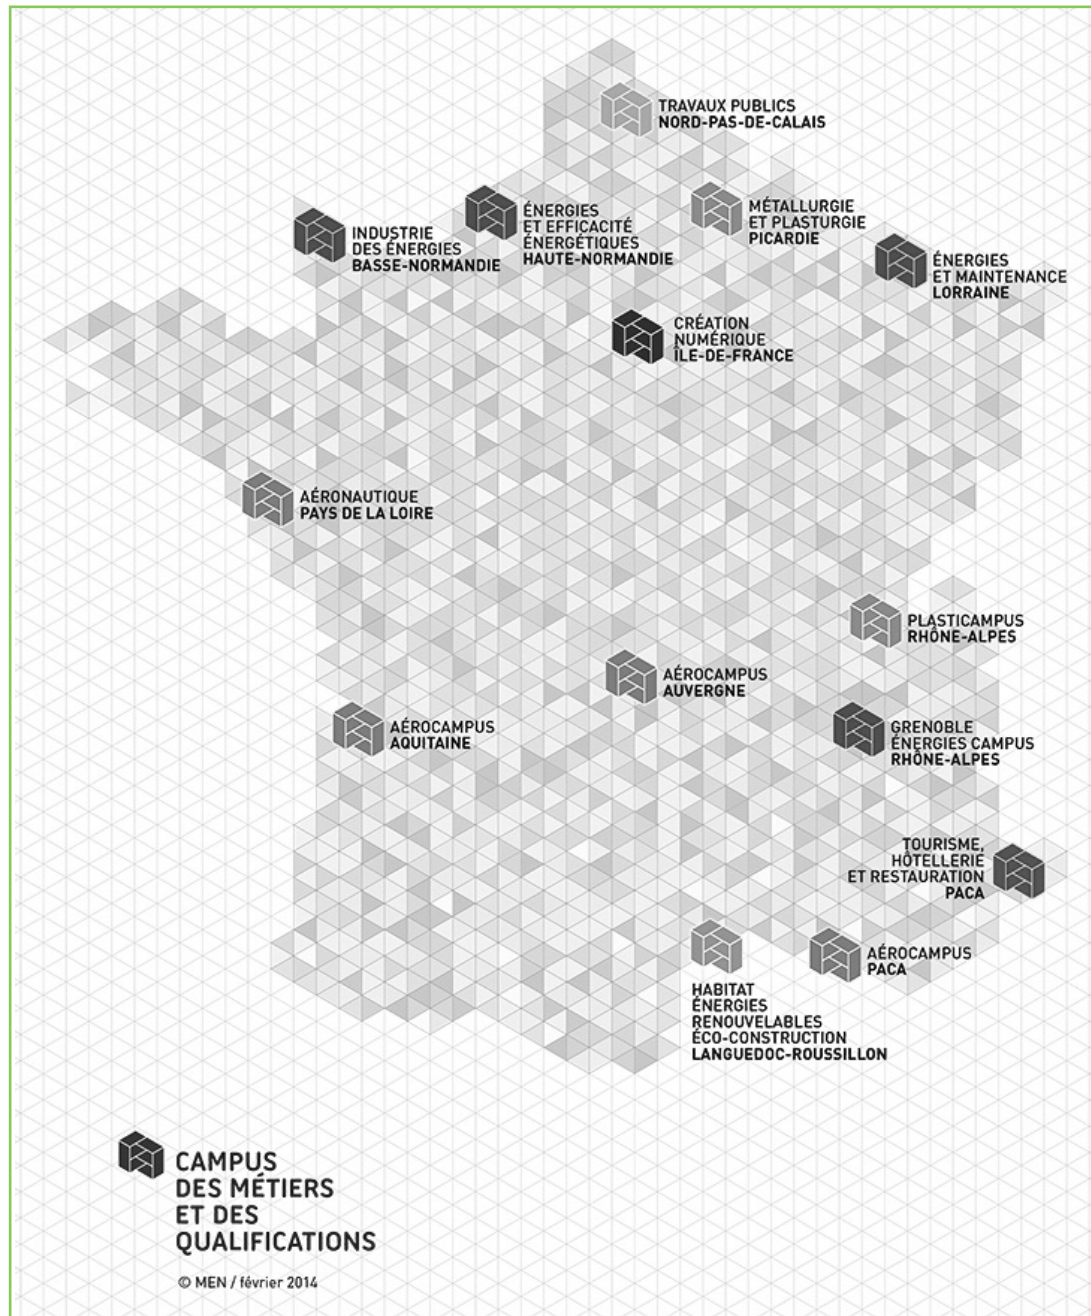 TRAVAUX PUBLICS
NORD-PAS-DE-CALAIS
MÉTALLURGIE
ET PLASTURGIE
PICARDIE
ÉNERGIES
ET EFFICACITÉ
ÉNERGÉTIQUES
HAUTE-NORMANDIE
INDUSTRIE
DES ÉNERGIES
BASSE-NORMANDIE
ÉNERGIES
ET MAINTENANCE
LORRAINE
CRÉATION
NUMÉRIQUE
ÎLE-DE-FRANCE
AÉRONAUTIQUE
PAYS DE LA LOIRE
PLASTICAMPUS
RHÔNE-ALPES
AÉROCAMPUS
AUVERGNE
AÉROCAMPUS
AQUITAINE
GRENOBLE
ÉNERGIES CAMPUS
RHÔNE-ALPES
TOURISME,
HÔTELLERIE
ET RESTAURATION
PACA
AÉROCAMPUS
PACA
HABITAT
ÉNERGIES
RENOUVELABLES
ÉCO-CONSTRUCTION
LANGUEDOC-ROUSSILLON
CAMPUS
DES MÉTIERS
ET DES
QUALIFICATIONS
© MEN / février 2014